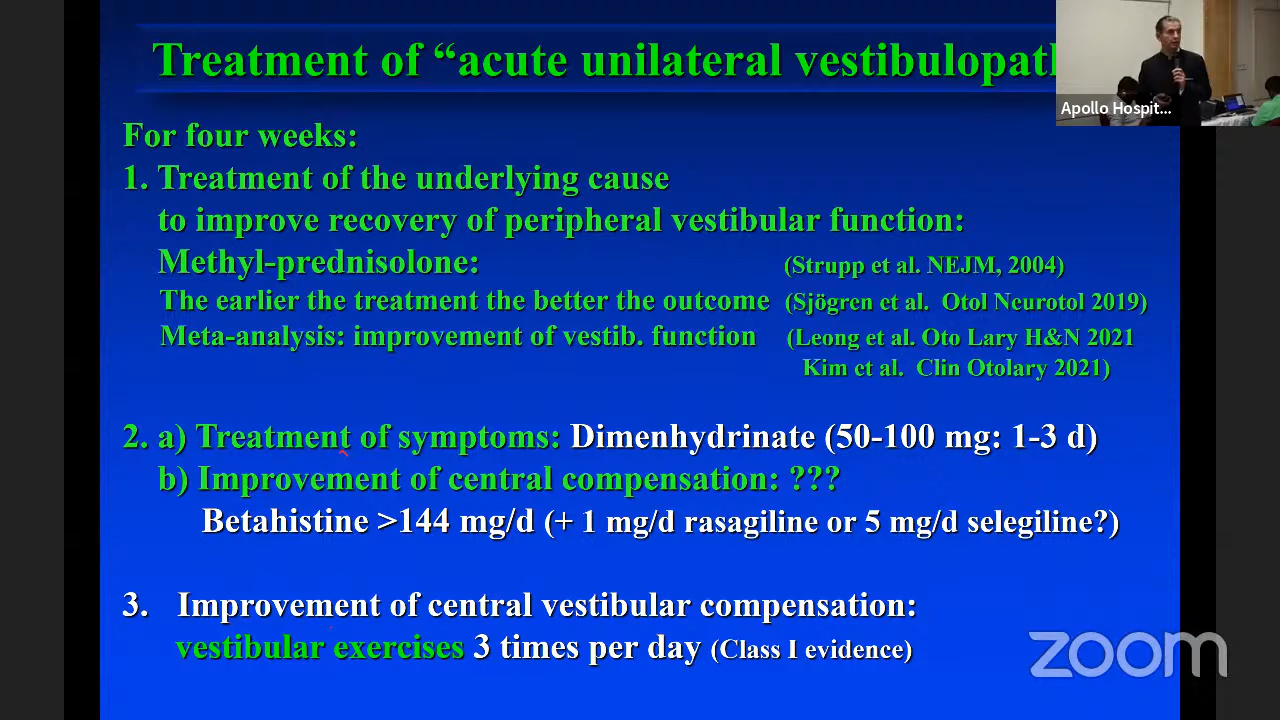 Treatment of “acute unilateral vestibulopath
Apollo Hospit...
For four weeks:
1. Treatment of the underlying cause
to improve recovery of peripheral vestibular function:
Methyl-prednisolone: (Strupp et al. NEJM, 2004)
The earlier the treatment the better the outcome (Sjögren et al. Otol Neurotol 2019)
Meta-analysis: improvement of vestib. function (Leong et al. Oto Lary H&N 2021
Kim et al. Clin Otolary 2021)
2. a) Treatment of symptoms: Dimenhydrinate (50-100 mg: 1-3 d)
b) Improvement of central compensation: ???
Betahistine >144 mg/d (+ 1 mg/d rasagiline or 5 mg/d selegiline?)
3. Improvement of central vestibular compensation:
vestibular exercises 3 times per day (Class I evidence)
zoom